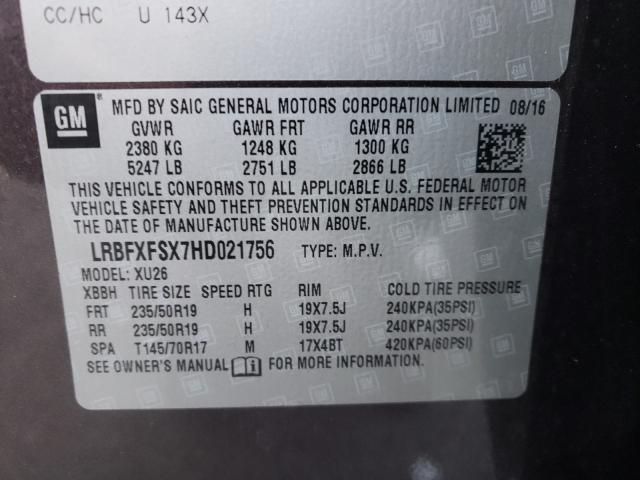 CC/HC U 143X
GM MFD BY SAIC GENERAL MOTORS CORPORATION LIMITED 08/16
GVWR GAWR FRT GAWR RR
2380 KG 1248 KG 1300 KG
5247 LB 2751 LB 2866 LB
THIS VEHICLE CONFORMS TO ALL APPLICABLE U.S. FEDERAL MOTOR
VEHICLE SAFETY AND THEFT PREVENTION STANDARDS IN EFFECT ON
THE DATE OF MANUFACTURE SHOWN ABOVE.
LRBFXFSX7HD021756 TYPE: M.P.V.
MODEL: XU26
XBBH TIRE SIZE SPEED RTG RIM COLD TIRE PRESSURE
FRT 235/50R19 H 19X7.5J 240KPA(35PSI)
RR 235/50R19 H 19X7.5J 240KPA(35PSI)
SPA T145/70R17 M 17X4BT 420KPA(60PSI)
SEE OWNER'S MANUAL FOR MORE INFORMATION.